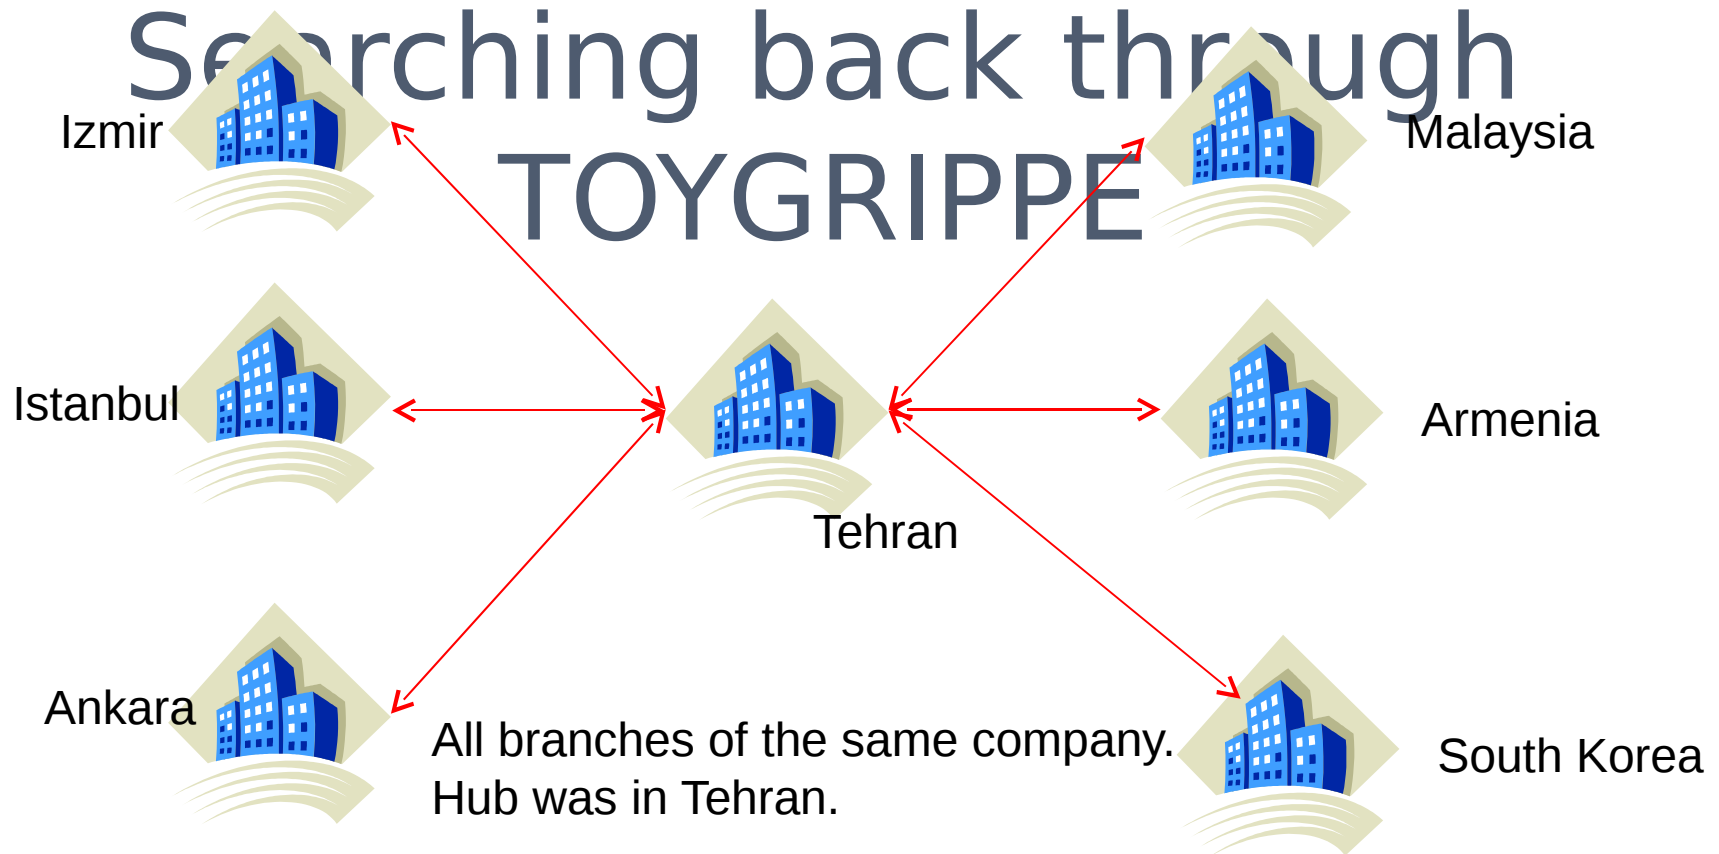 Searching back through
TOYGRIPPE
Izmir
Malaysia
Istanbul
Armenia
Tehran
Ankara
All branches of the same company.
Hub was in Tehran.
South Korea